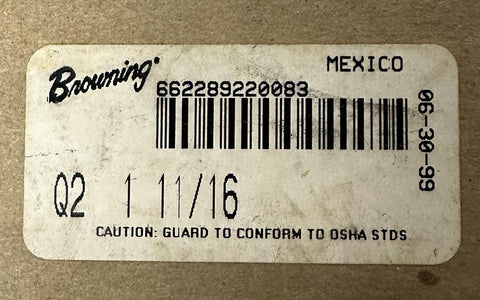 Browning
MEXICO
662289220083
06-30-99
Q2 1 11/16
CAUTION: GUARD TO CONFORM TO OSHA STDS